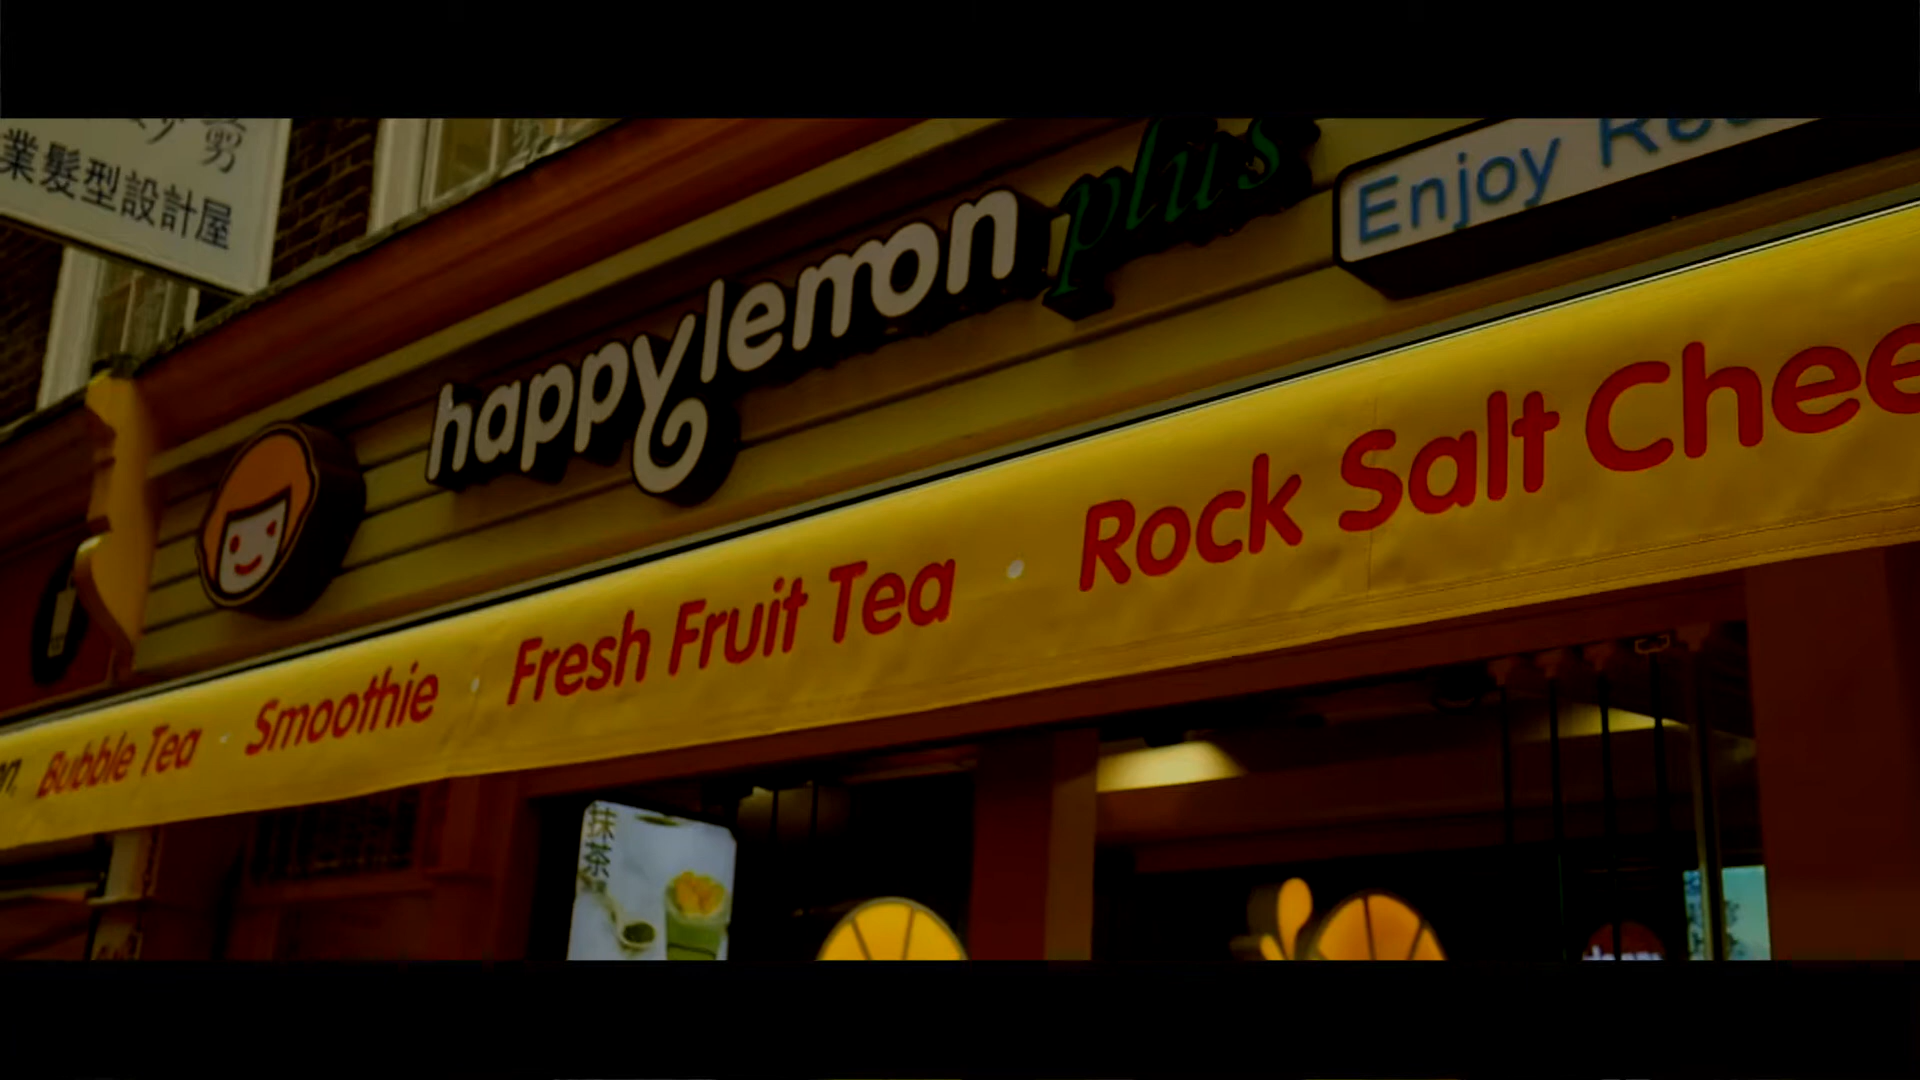 業髮型設計屋
happylemon plus
Enjoy
Bubble Tea · Smoothie · Fresh Fruit Tea · Rock Salt
抹茶